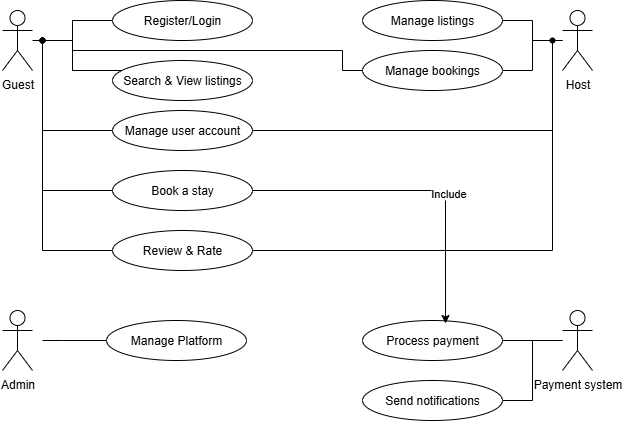 Register/Login
Manage listings
Guest
Search & View listings
Manage bookings
Host
Manage user account
Book a stay
Include
Review & Rate
Manage Platform
Process payment
Admin
Payment system
Send notifications